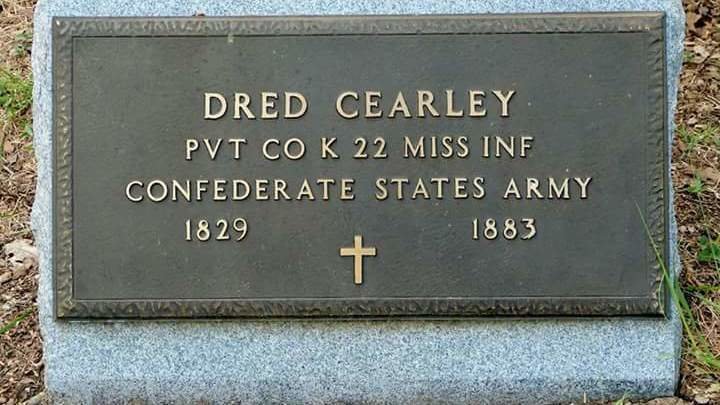 DRED CEARLEY
PVT CO K 22 MISS INF
CONFEDERATE STATES ARMY
1829 1883